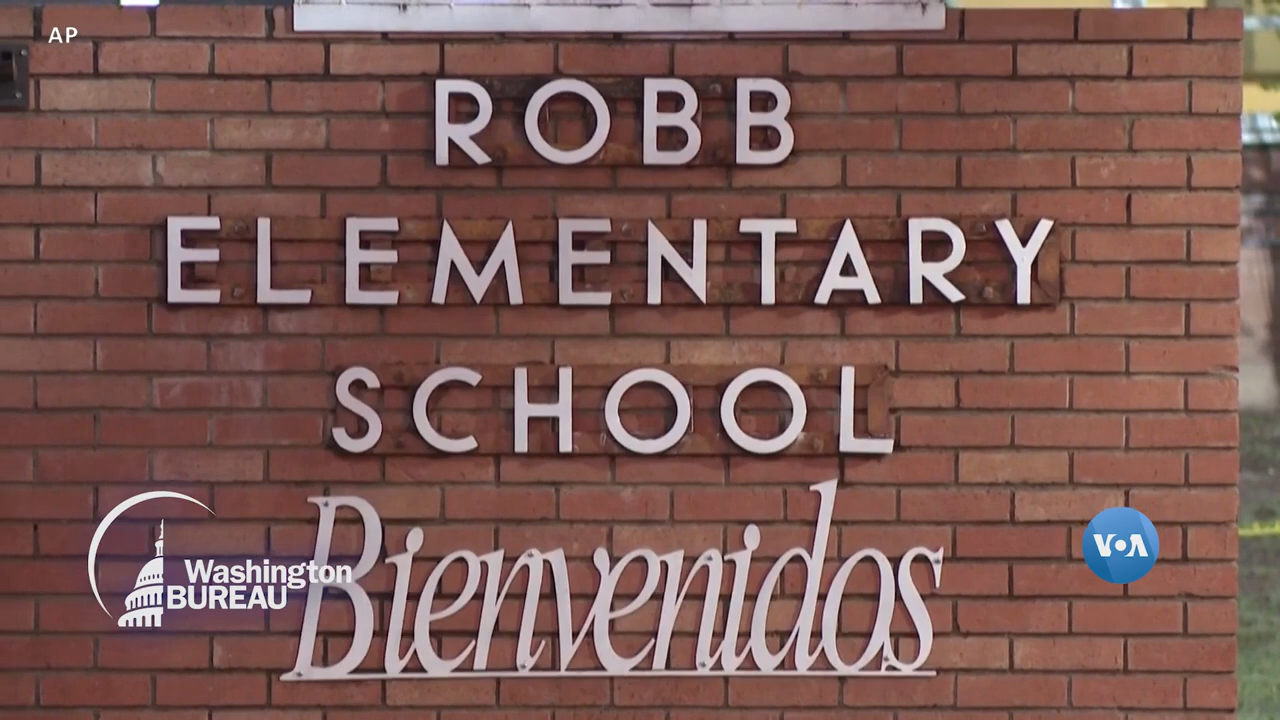 AP
ROBB
ELEMENTARY
SCHOOL
Bienvenidos
Washington
BUREAU
VOA